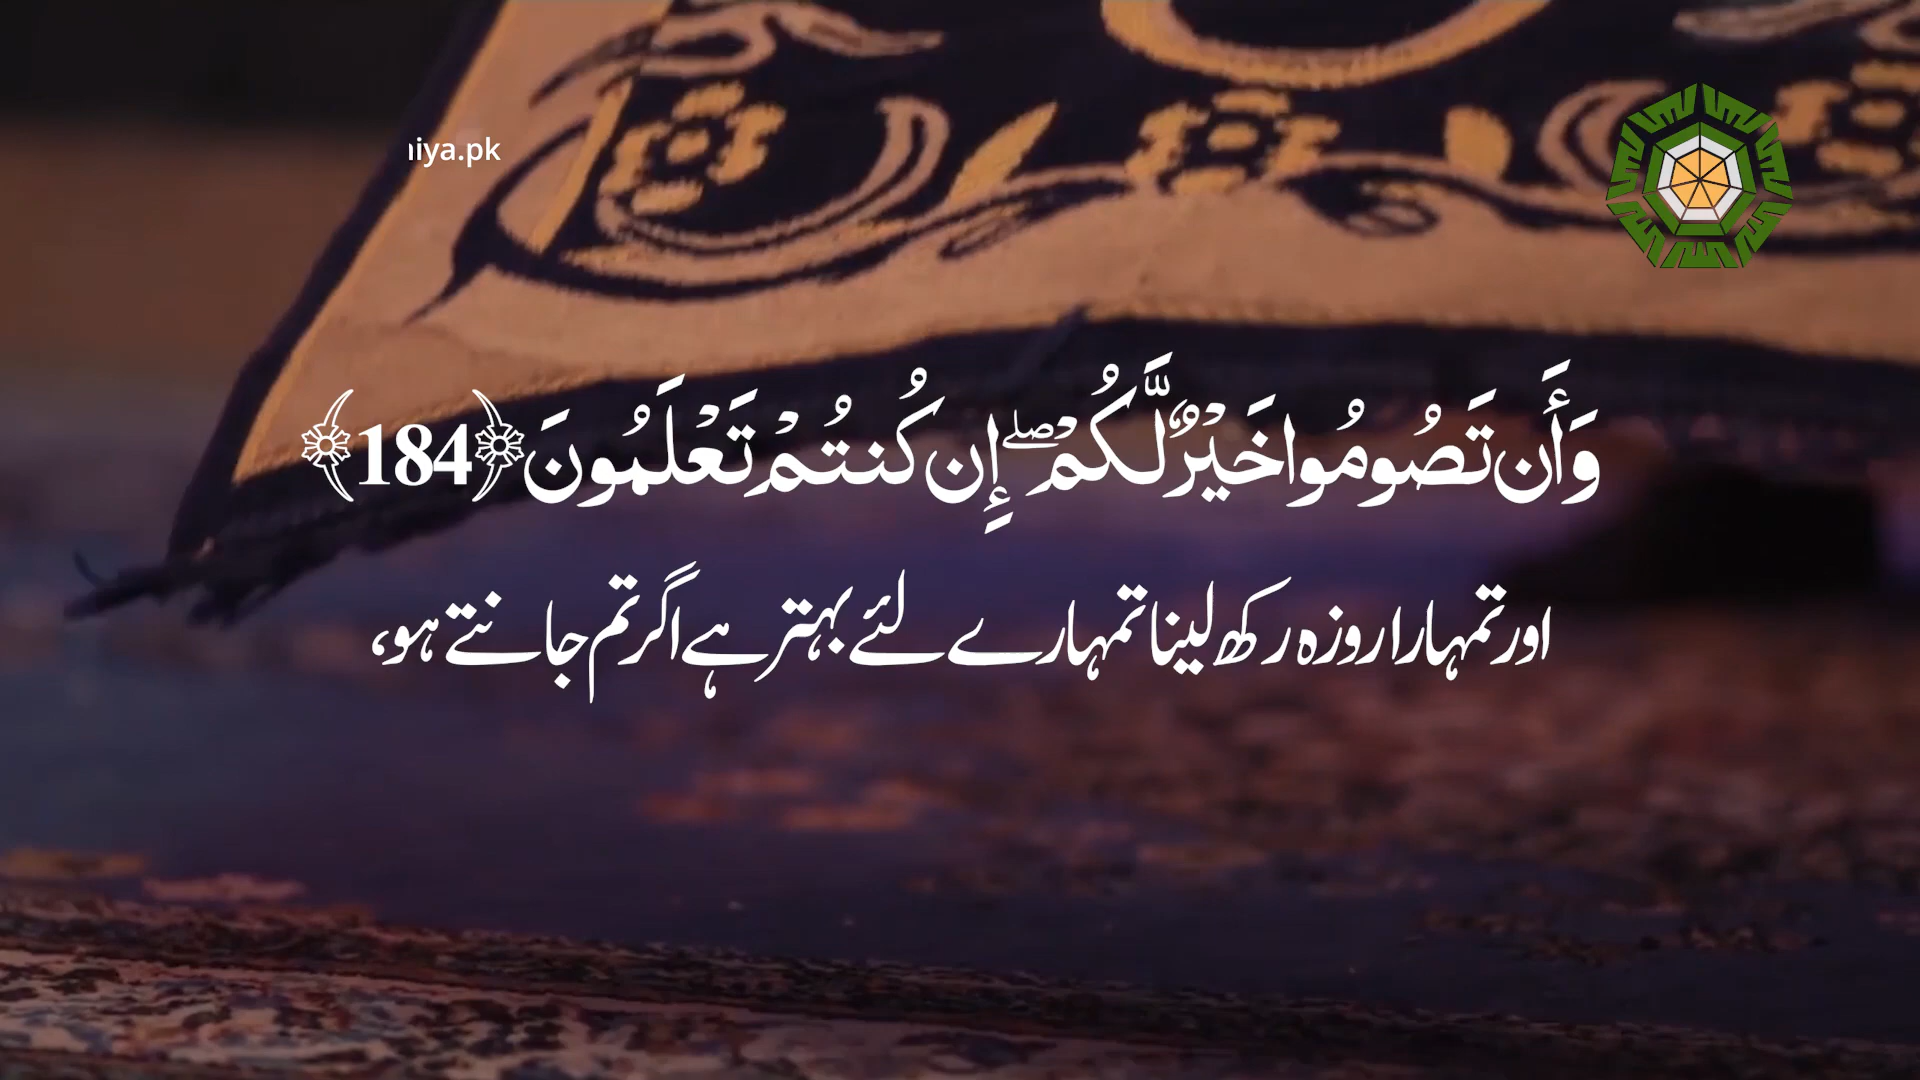 niya.pk
وَأَن تَصُومُوا خَيْرٌ لَّكُمْ ۖ إِن كُنتُمْ تَعْلَمُونَ ﴿184﴾
اور تمہارا روزہ رکھ لینا تمہارے لئے بہتر ہے اگر تم جانتے ہو،